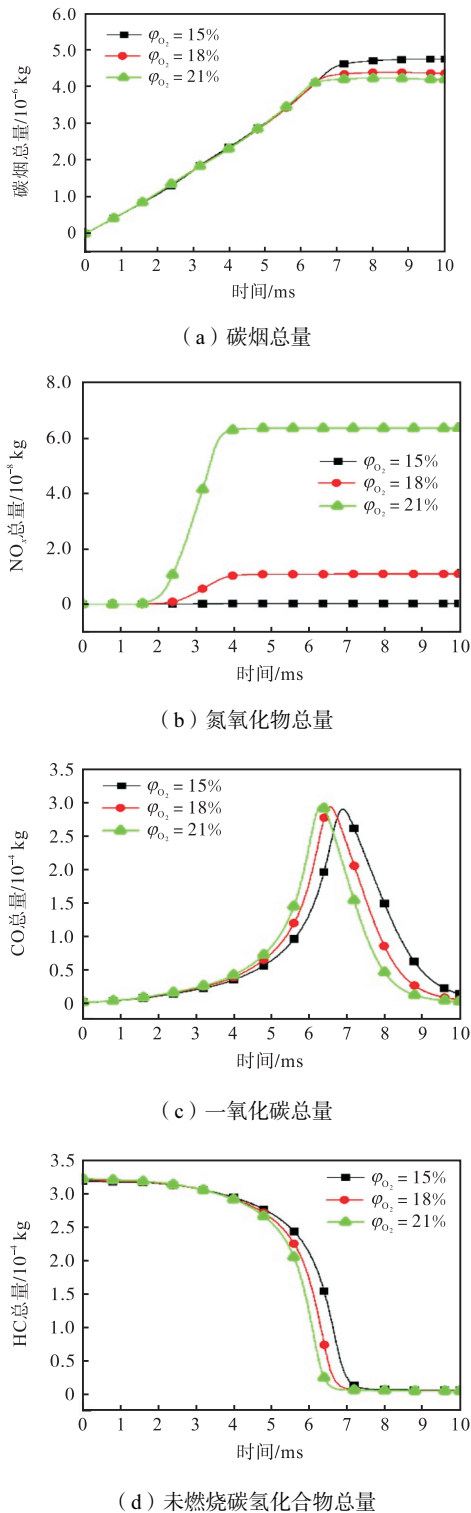 6.0
5.0
4.0
3.0
2.0
1.0
0
碳烟总量/10⁻⁶ kg
φO₂ = 15%
φO₂ = 18%
φO₂ = 21%
0 1 2 3 4 5 6 7 8 9 10
时间/ms
（a）碳烟总量
8.0
6.0
4.0
2.0
0
NOₓ总量/10⁻⁸ kg
φO₂ = 15%
φO₂ = 18%
φO₂ = 21%
0 1 2 3 4 5 6 7 8 9 10
时间/ms
（b）氮氧化物总量
3.5
3.0
2.5
2.0
1.5
1.0
0.5
0
CO总量/10⁻⁴ kg
φO₂ = 15%
φO₂ = 18%
φO₂ = 21%
0 1 2 3 4 5 6 7 8 9 10
时间/ms
（c）一氧化碳总量
3.5
3.0
2.5
2.0
1.5
1.0
0.5
0
HC总量/10⁻⁴ kg
φO₂ = 15%
φO₂ = 18%
φO₂ = 21%
0 1 2 3 4 5 6 7 8 9 10
时间/ms
（d）未燃烧碳氢化合物总量